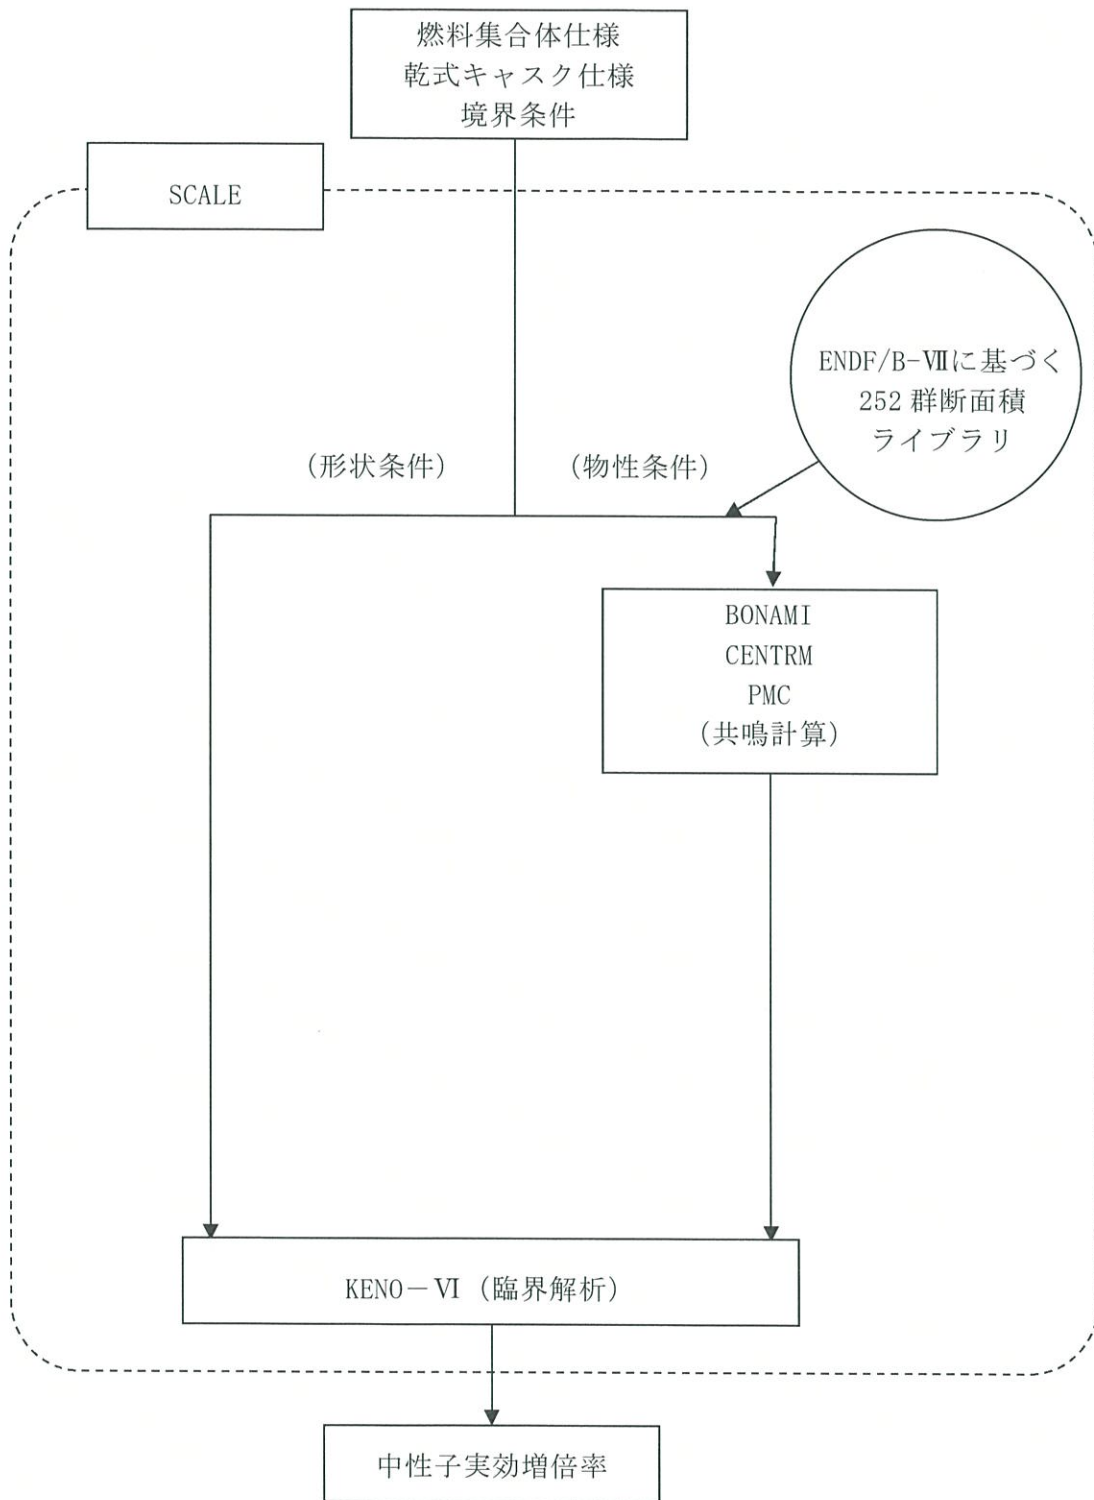 燃料集合体仕様
乾式キャスク仕様
境界条件
SCALE
ENDF/B-Ⅶに基づく
252 群断面積
ライブラリ
(形状条件)
(物性条件)
BONAMI
CENTRM
PMC
(共鳴計算)
KENO－Ⅵ (臨界解析)
中性子実効増倍率